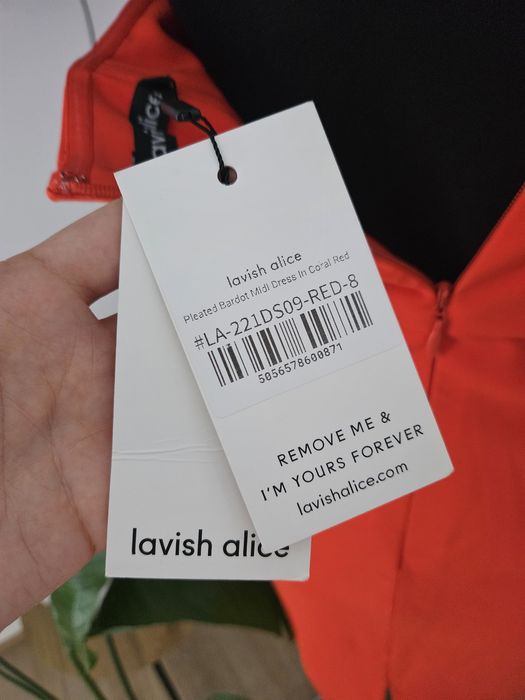 lavish alice
Pleated Bardot Midi Dress In Coral Red
#LA-221DS09-RED-8
5056578600871
REMOVE ME &
I'M YOURS FOREVER
lavishalice.com
lavish alice